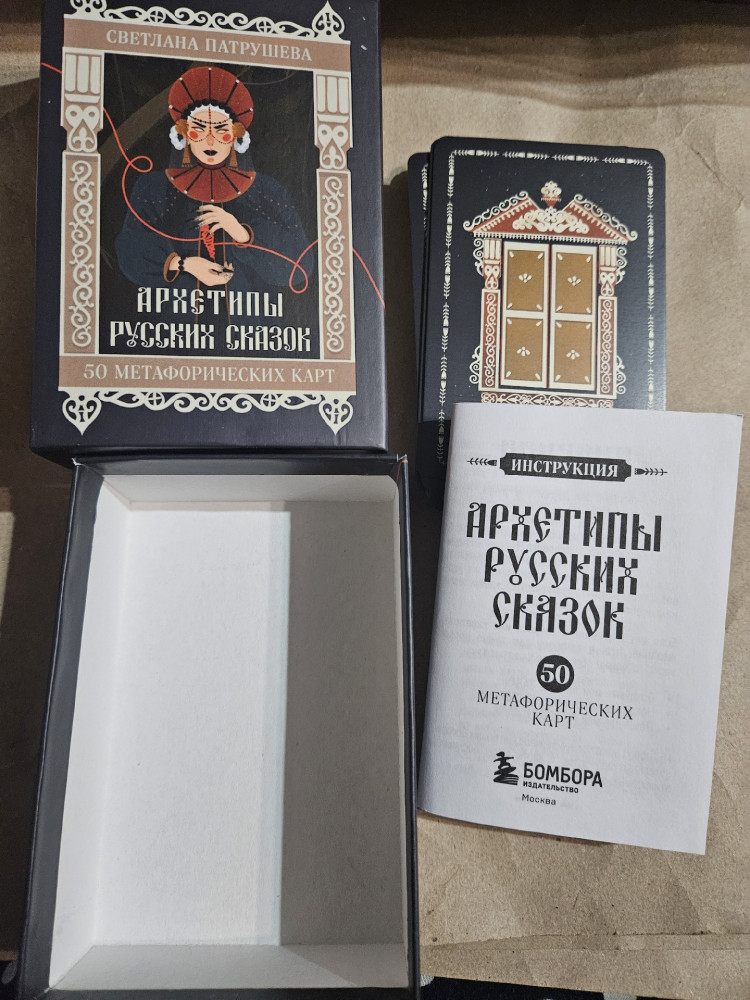 СВЕТЛАНА ПАТРУШЕВА
АРХЕТИПЫ
РУССКИХ СКАЗОК
50 МЕТАФОРИЧЕСКИХ КАРТ
ИНСТРУКЦИЯ
АРХЕТИПЫ
РУССКИХ
СКАЗОК
50
МЕТАФОРИЧЕСКИХ
КАРТ
БОМБОРА
ИЗДАТЕЛЬСТВО
Москва